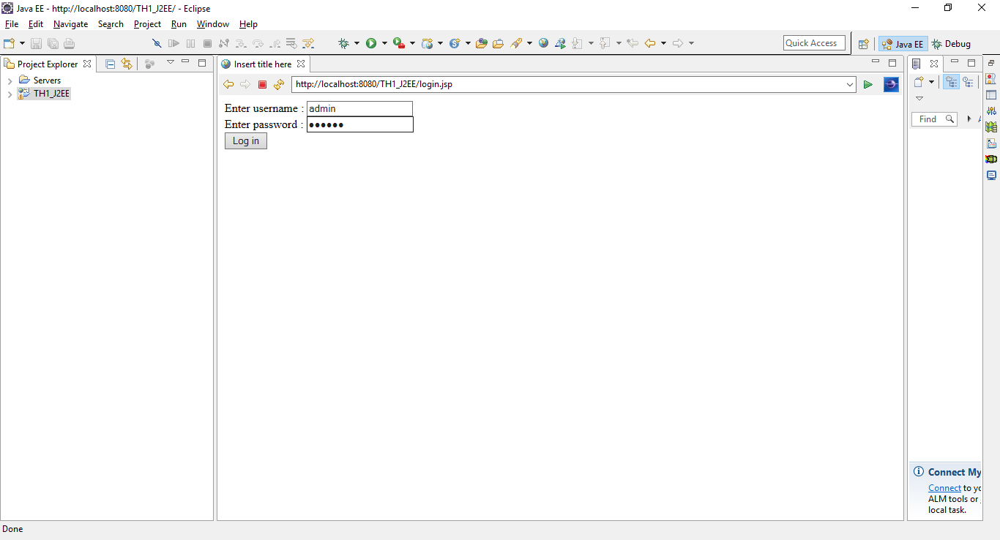 Java EE - http://localhost:8080/TH1_J2EE/ - Eclipse
File Edit Navigate Search Project Run Window Help
Quick Access
Java EE
Debug
Project Explorer
Servers
TH1_J2EE
Insert title here
http://localhost:8080/TH1_J2EE/login.jsp
Enter username : admin
Enter password : ••••••
Log in
Find
Connect My
Connect to yo
ALM tools or
local task.
Done